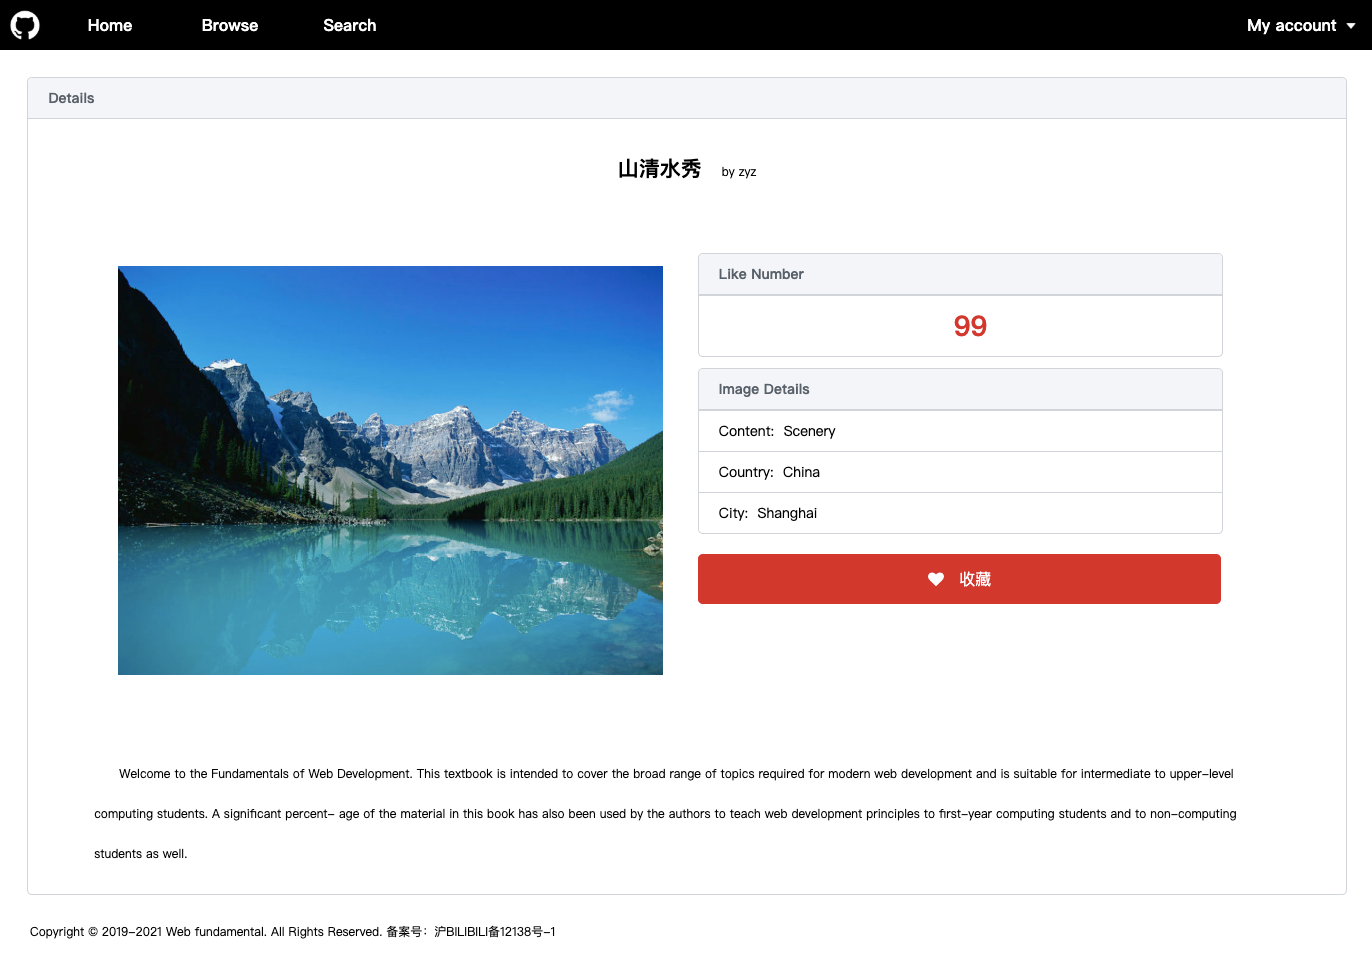 Home Browse Search My account
Details
山清水秀 by zyz
Like Number
99
Image Details
Content: Scenery
Country: China
City: Shanghai
收藏
Welcome to the Fundamentals of Web Development. This textbook is intended to cover the broad range of topics required for modern web development and is suitable for intermediate to upper-level
computing students. A significant percent- age of the material in this book has also been used by the authors to teach web development principles to first-year computing students and to non-computing
students as well.
Copyright © 2019-2021 Web fundamental. All Rights Reserved. 备案号：沪BILIBILI备12138号-1